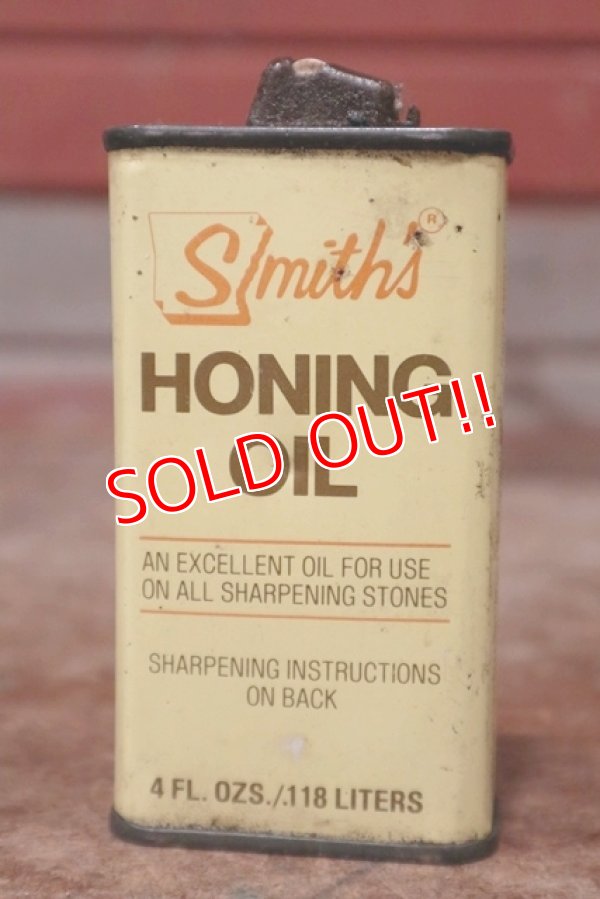 Smith's ®
HONING
OIL
SOLD OUT!!
AN EXCELLENT OIL FOR USE
ON ALL SHARPENING STONES
SHARPENING INSTRUCTIONS
ON BACK
4 FL. OZS./.118 LITERS